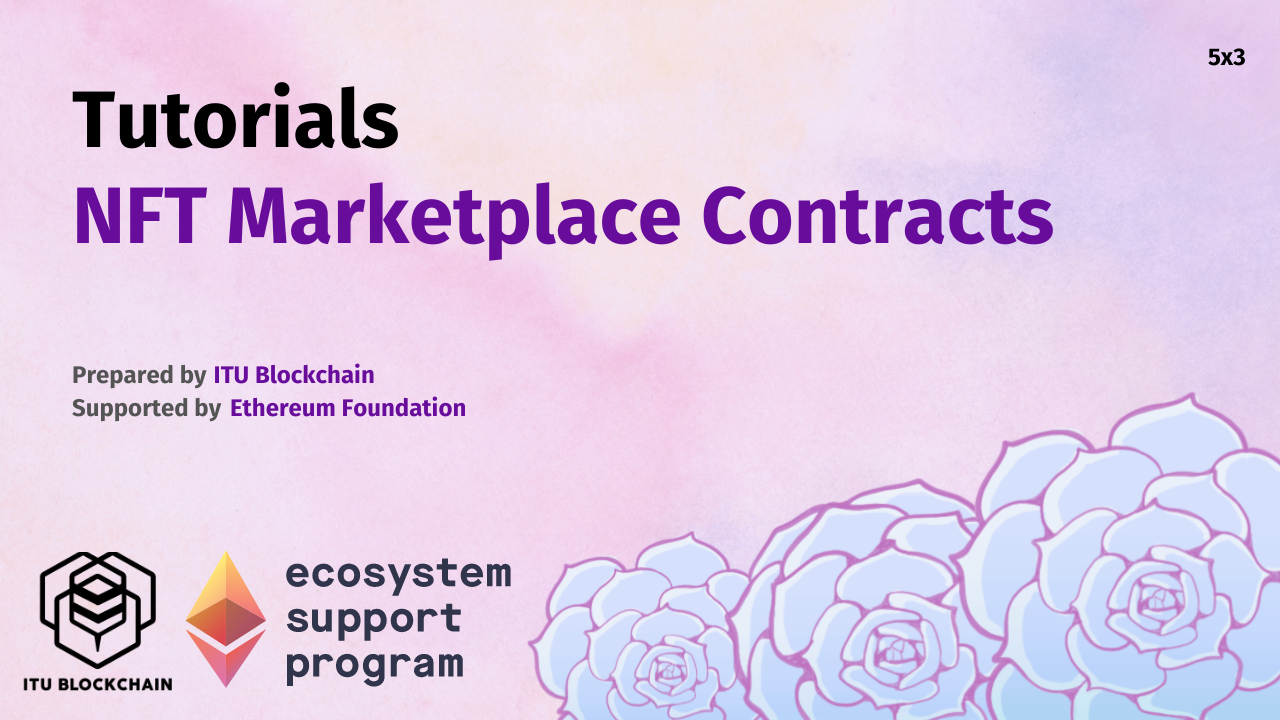 5x3
Tutorials
NFT Marketplace Contracts
Prepared by ITU Blockchain
Supported by Ethereum Foundation
ITU BLOCKCHAIN
ecosystem
support
program